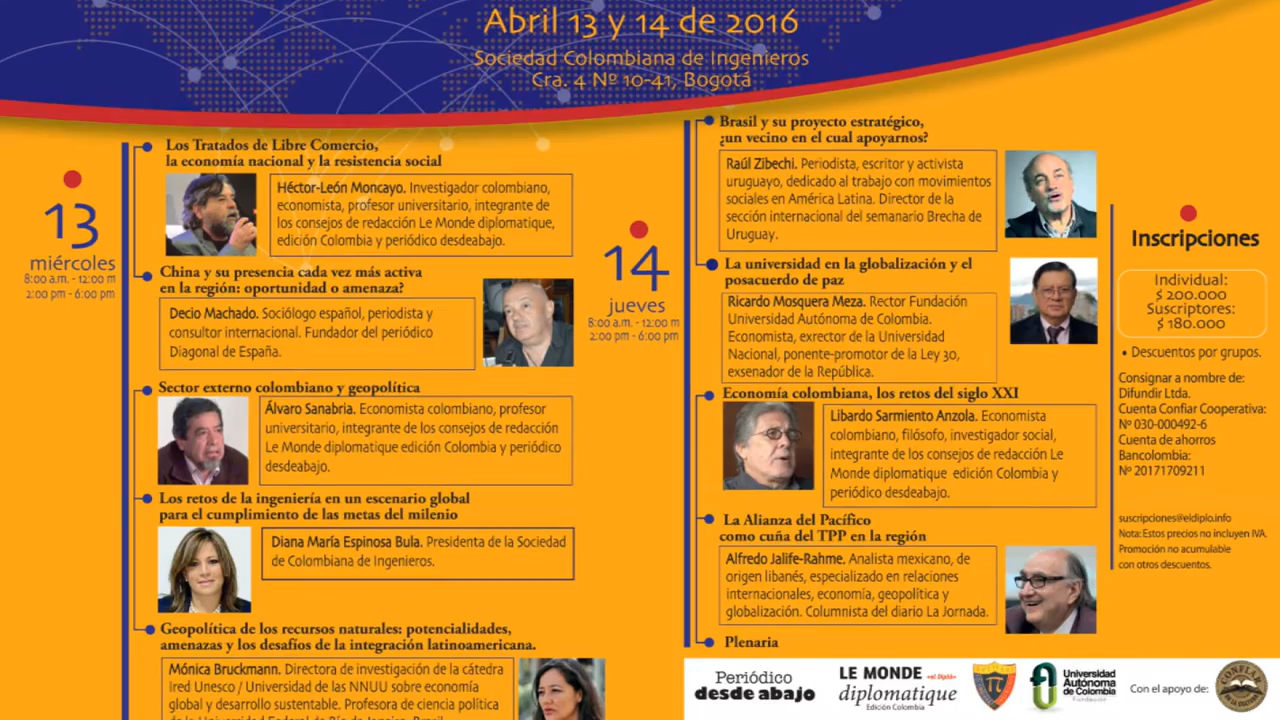 Abril 13 y 14 de 2016
Sociedad Colombiana de Ingenieros
Cra. 4 Nº 10-41, Bogotá
13
miércoles
8:00 a.m. - 12:00 m
2:00 pm - 6:00 pm
Los Tratados de Libre Comercio,
la economía nacional y la resistencia social
Héctor-León Moncayo. Investigador colombiano,
economista, profesor universitario, integrante de
los consejos de redacción Le Monde diplomatique,
edición Colombia y periódico desdeabajo.
China y su presencia cada vez más activa
en la región: oportunidad o amenaza?
Decio Machado. Sociólogo español, periodista y
consultor internacional. Fundador del periódico
Diagonal de España.
Sector externo colombiano y geopolítica
Álvaro Sanabria. Economista colombiano, profesor
universitario, integrante de los consejos de redacción
Le Monde diplomatique edición Colombia y periódico
desdeabajo.
Los retos de la ingeniería en un escenario global
para el cumplimiento de las metas del milenio
Diana María Espinosa Bula. Presidenta de la Sociedad
de Colombiana de Ingenieros.
Geopolítica de los recursos naturales: potencialidades,
amenazas y los desafíos de la integración latinoamericana.
Mónica Bruckmann. Directora de investigación de la cátedra
Ired Unesco / Universidad de las NNUU sobre economía
global y desarrollo sustentable. Profesora de ciencia política
14
jueves
8:00 a.m. - 12:00 m
2:00 pm - 6:00 pm
Brasil y su proyecto estratégico,
¿un vecino en el cual apoyarnos?
Raúl Zibechi. Periodista, escritor y activista
uruguayo, dedicado al trabajo con movimientos
sociales en América Latina. Director de la
sección internacional del semanario Brecha de
Uruguay.
La universidad en la globalización y el
posacuerdo de paz
Ricardo Mosquera Meza. Rector Fundación
Universidad Autónoma de Colombia.
Economista, exrector de la Universidad
Nacional, ponente-promotor de la Ley 30,
exsenador de la República.
Economía colombiana, los retos del siglo XXI
Libardo Sarmiento Anzola. Economista
colombiano, filósofo, investigador social,
integrante de los consejos de redacción Le
Monde diplomatique edición Colombia y
periódico desdeabajo.
La Alianza del Pacífico
como cuña del TPP en la región
Alfredo Jalife-Rahme. Analista mexicano, de
origen libanés, especializado en relaciones
internacionales, economía, geopolítica y
globalización. Columnista del diario La Jornada.
Plenaria
Inscripciones
Individual:
$ 200.000
Suscriptores:
$ 180.000
• Descuentos por grupos.
Consignar a nombre de:
Difundir Ltda.
Cuenta Confiar Cooperativa:
Nº 030-000492-6
Cuenta de ahorros
Bancolombia:
Nº 20171709211
suscripciones@eldiplo.info
Nota: Estos precios no incluyen IVA.
Promoción no acumulable
con otros descuentos.
Periódico
desde abajo
LE MONDE «el Dipló»
diplomatique
Edición Colombia
Universidad
Autónoma
de Colombia
Fundación
Con el apoyo de:
CONFIAR